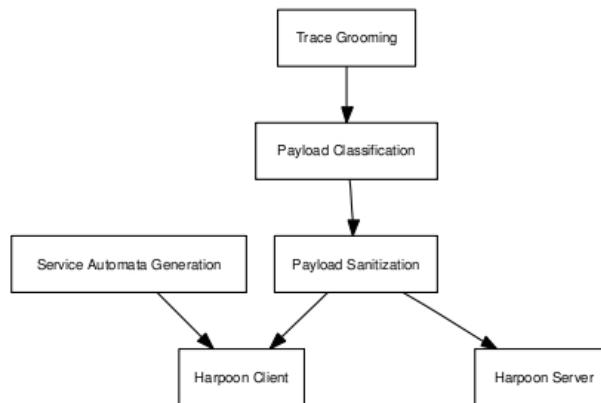 Trace Grooming
Payload Classification
Service Automata Generation
Payload Sanitization
Harpoon Client
Harpoon Server